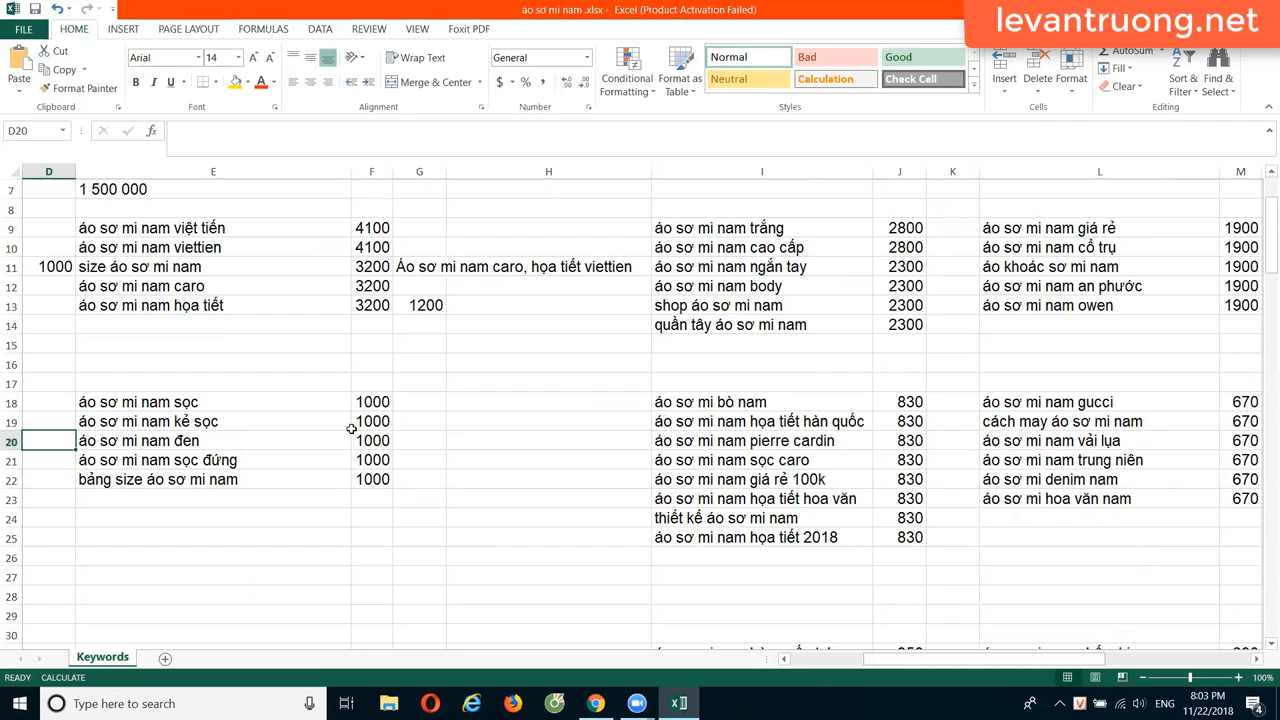 áo sơ mi nam .xlsx - Excel (Product Activation Failed)
levantruong.net
FILE HOME INSERT PAGE LAYOUT FORMULAS DATA REVIEW VIEW Foxit PDF
Cut
Copy
Format Painter
Paste
Clipboard
Arial 14
B I U
Font
Wrap Text
Merge & Center
Alignment
General
$ % ,
Number
Conditional Formatting
Format as Table
Normal Bad Good
Neutral Calculation Check Cell
Styles
Insert Delete Format
Cells
AutoSum
Fill
Clear
Sort & Filter
Find & Select
Editing
D20
fx
D E F G H I J K L M
7 1 500 000
8
9 áo sơ mi nam việt tiến 4100 áo sơ mi nam trắng 2800 áo sơ mi nam giá rẻ 1900
10 áo sơ mi nam viettien 4100 áo sơ mi nam cao cấp 2800 áo sơ mi nam cổ trụ 1900
11 1000 size áo sơ mi nam 3200 Áo sơ mi nam caro, họa tiết viettien áo sơ mi nam ngắn tay 2300 áo khoác sơ mi nam 1900
12 áo sơ mi nam caro 3200 áo sơ mi nam body 2300 áo sơ mi nam an phước 1900
13 áo sơ mi nam họa tiết 3200 1200 shop áo sơ mi nam 2300 áo sơ mi nam owen 1900
14 quần tây áo sơ mi nam 2300
15
16
17
18 áo sơ mi nam sọc 1000 áo sơ mi bò nam 830 áo sơ mi nam gucci 670
19 áo sơ mi nam kẻ sọc 1000 áo sơ mi nam họa tiết hàn quốc 830 cách may áo sơ mi nam 670
20 áo sơ mi nam đen 1000 áo sơ mi nam pierre cardin 830 áo sơ mi nam vải lụa 670
21 áo sơ mi nam sọc đứng 1000 áo sơ mi nam sọc caro 830 áo sơ mi nam trung niên 670
22 bảng size áo sơ mi nam 1000 áo sơ mi nam giá rẻ 100k 830 áo sơ mi denim nam 670
23 áo sơ mi nam họa tiết hoa văn 830 áo sơ mi hoa văn nam 670
24 thiết kế áo sơ mi nam 830
25 áo sơ mi nam họa tiết 2018 830
26
27
28
29
30
Keywords
READY CALCULATE 100%
Type here to search
ENG
8:03 PM
11/22/2018